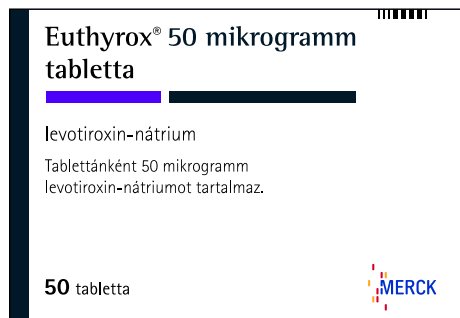 Euthyrox® 50 mikrogramm
tabletta
levotiroxin-nátrium
Tablettánként 50 mikrogramm
levotiroxin-nátriumot tartalmaz.
50 tabletta
MERCK